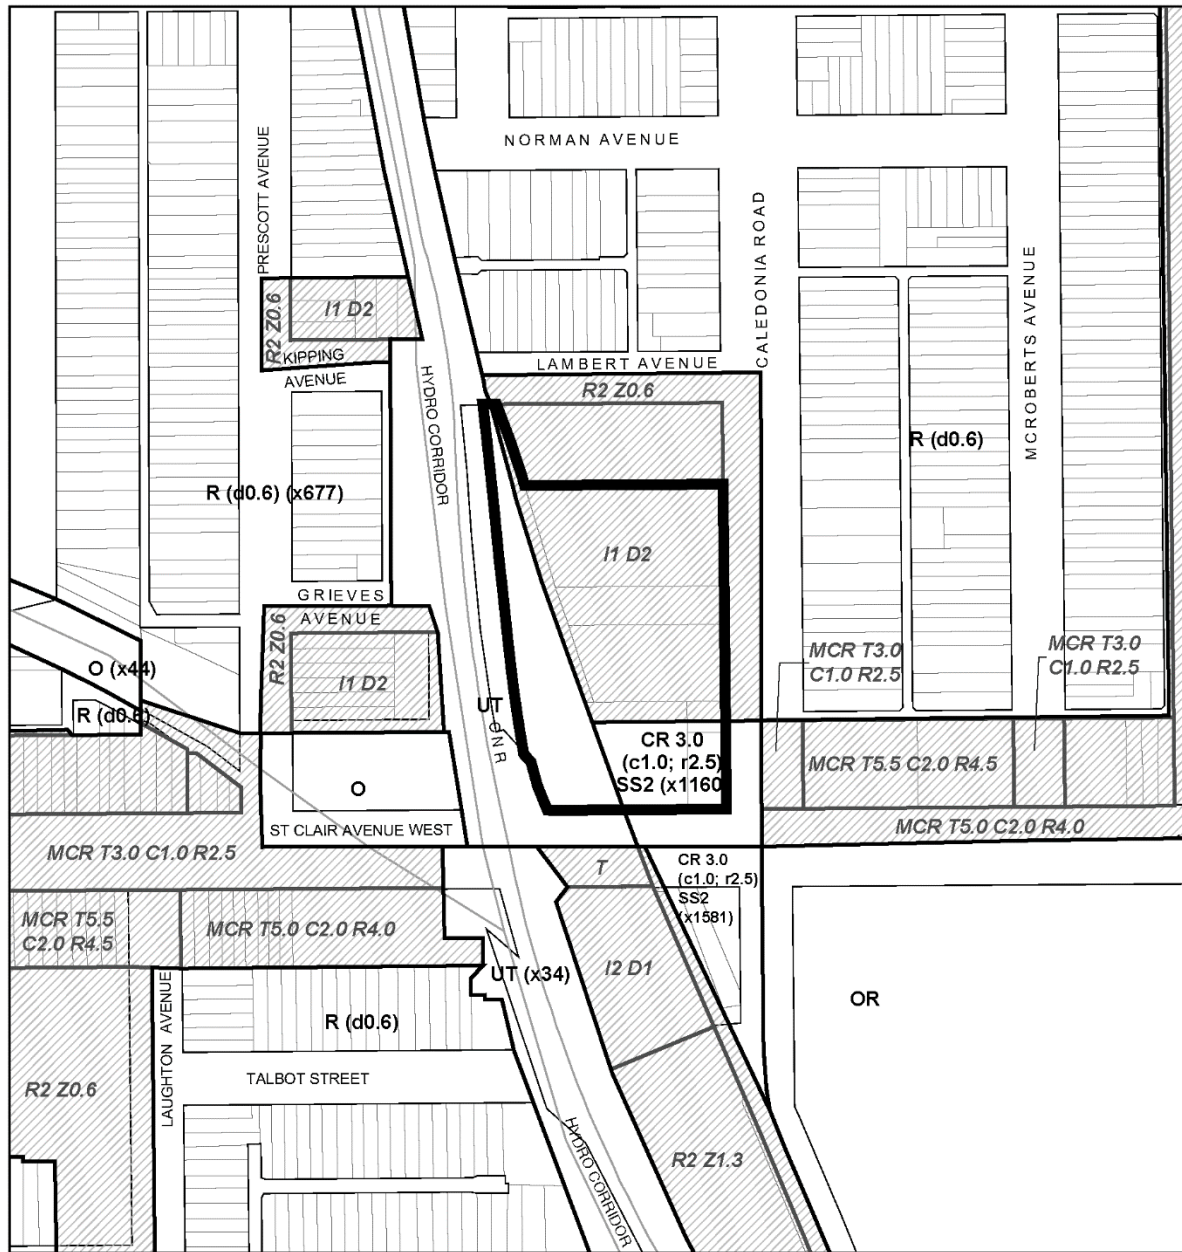 NORMAN AVENUE
PRESCOTT AVENUE
CALEDONIA ROAD
MCROBERTS AVENUE
R2 Z0.6
I1 D2
KIPPING
AVENUE
LAMBERT AVENUE
R2 Z0.6
HYDRO CORRIDOR
R (d0.6)
R (d0.6) (x677)
I1 D2
GRIEVES
AVENUE
R2 Z0.6
I1 D2
MCR T3.0
C1.0 R2.5
MCR T3.0
C1.0 R2.5
O (x44)
R (d0.6)
UT
CNR
CR 3.0
(c1.0; r2.5)
SS2 (x1160
O
MCR T5.5 C2.0 R4.5
ST CLAIR AVENUE WEST
MCR T5.0 C2.0 R4.0
MCR T3.0 C1.0 R2.5
T
CR 3.0
(c1.0; r2.5)
SS2
(x1581)
MCR T5.5
C2.0 R4.5
MCR T5.0 C2.0 R4.0
UT (x34)
I2 D1
OR
LAUGHTON AVENUE
R (d0.6)
TALBOT STREET
R2 Z0.6
HYDRO CORRIDOR
R2 Z1.3